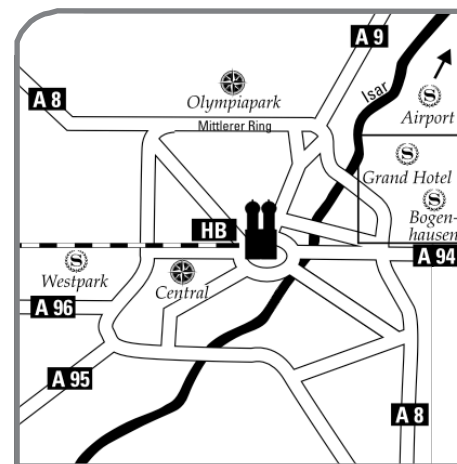 A 9
A 8
Isar
Olympiapark
Mittlerer Ring
S
Airport
S
Grand Hotel
S
Bogen-
hausen
HB
A 94
S
Westpark
Central
A 96
A 95
A 8